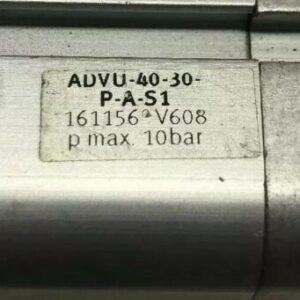 ADVU-40-30-
P-A-S1
161156 V608
p max. 10bar